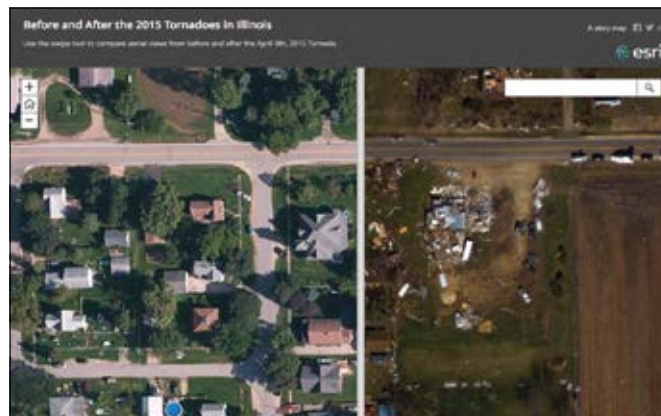 Before and After the 2015 Tornadoes in Illinois
A story map
Use the swipe tool to compare aerial views from before and after the April 9th, 2015 Tornado.
esri